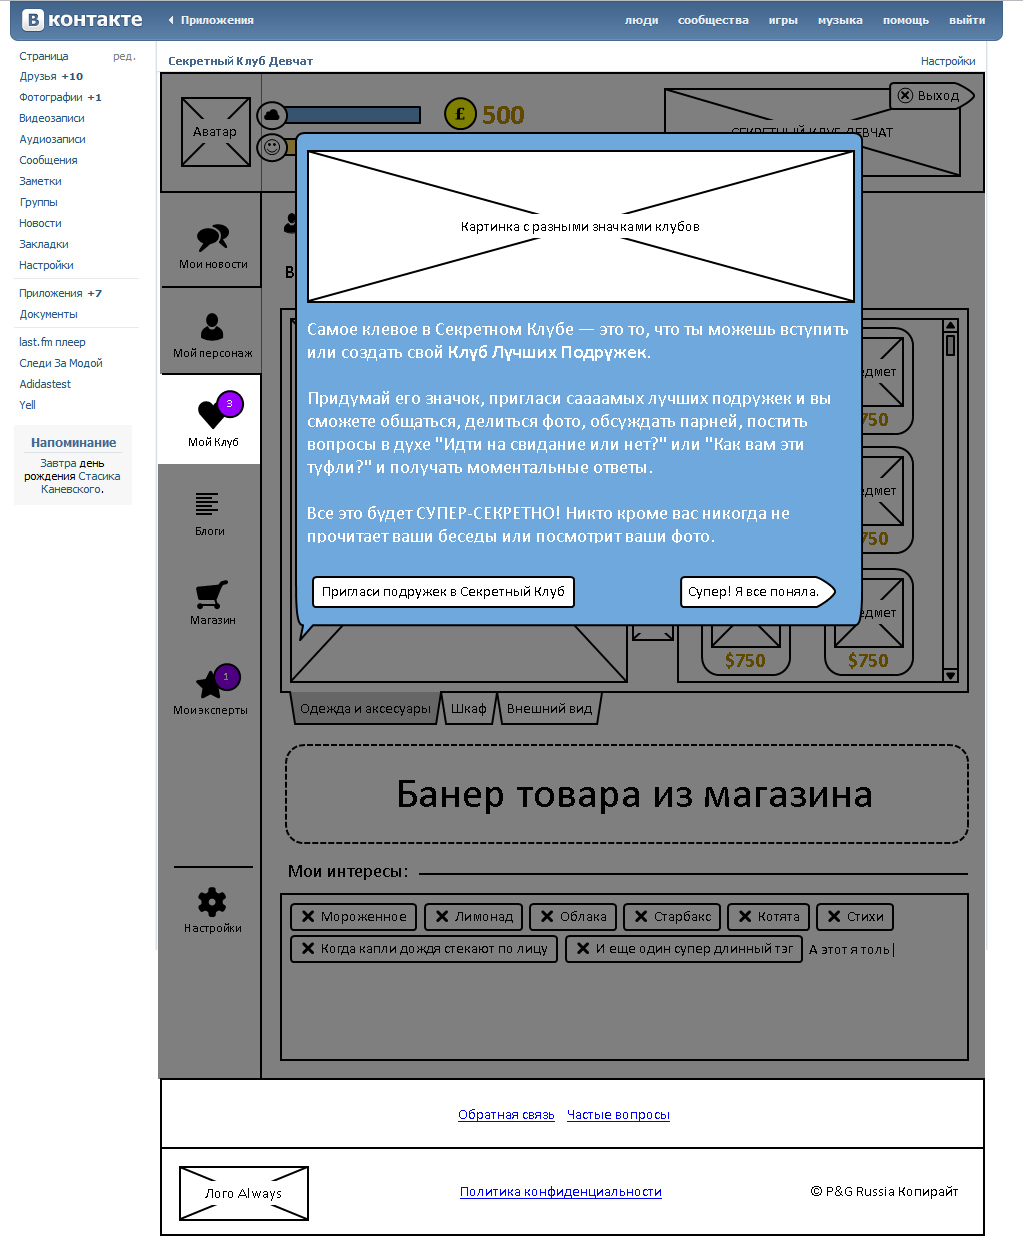 В контакте
Приложения
люди сообщества игры музыка помощь выйти
Страница ред.
Друзья +10
Фотографии +1
Видеозаписи
Аудиозаписи
Сообщения
Заметки
Группы
Новости
Закладки
Настройки
Приложения +7
Документы
last.fm плеер
Следи За Модой
Adidastest
Yell
Напоминание
Завтра день
рождения Стасика
Каневского.
Секретный Клуб Девчат
Настройки
Аватар
£ 500
Выход
СЕКРЕТНЫЙ КЛУБ ДЕВЧАТ
Мои новости
Мой персонаж
3
Мой Клуб
Блоги
Магазин
1
Мои эксперты
Настройки
В
Картинка с разными значками клубов
Самое клевое в Секретном Клубе — это то, что ты можешь вступить
или создать свой Клуб Лучших Подружек.
Придумай его значок, пригласи саааамых лучших подружек и вы
сможете общаться, делиться фото, обсуждать парней, постить
вопросы в духе "Идти на свидание или нет?" или "Как вам эти
туфли?" и получать моментальные ответы.
Все это будет СУПЕР-СЕКРЕТНО! Никто кроме вас никогда не
прочитает ваши беседы или посмотрит ваши фото.
Пригласи подружек в Секретный Клуб
Супер! Я все поняла.
едмет
750
едмет
750
едмет
$750 $750
Одежда и аксесуары Шкаф Внешний вид
Банер товара из магазина
Мои интересы:
Мороженное Лимонад Облака Старбакс Котята Стихи
Когда капли дождя стекают по лицу И еще один супер длинный тэг А этот я толь
Обратная связь Частые вопросы
Лого Always
Политика конфиденциальности
© P&G Russia Копирайт